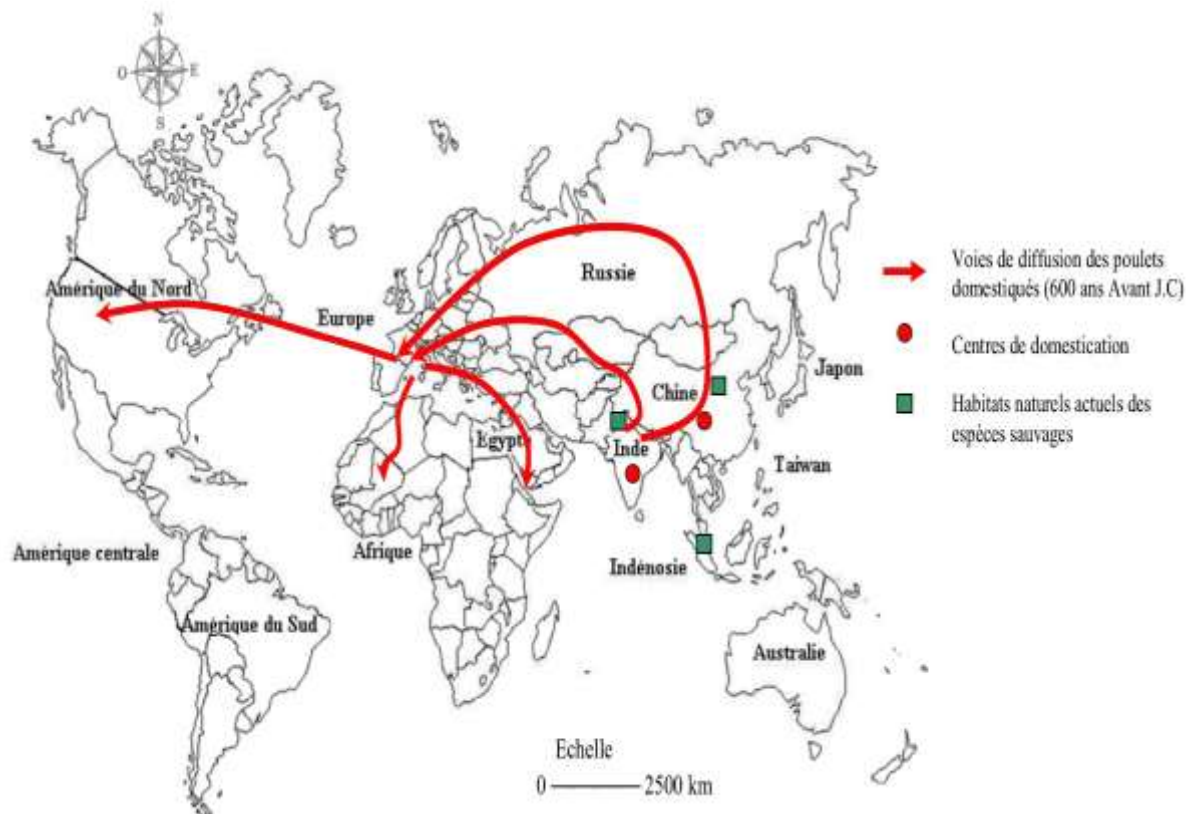 N
O E
S
Russie
Amérique du Nord
Europe
Japon
Chine
Egypt
Inde
Taiwan
Amérique centrale
Afrique
Indénosie
Amérique du Sud
Australie
Echelle
0 2500 km
Voies de diffusion des poulets
domestiqués (600 ans Avant J.C)
Centres de domestication
Habitats naturels actuels des
espèces sauvages